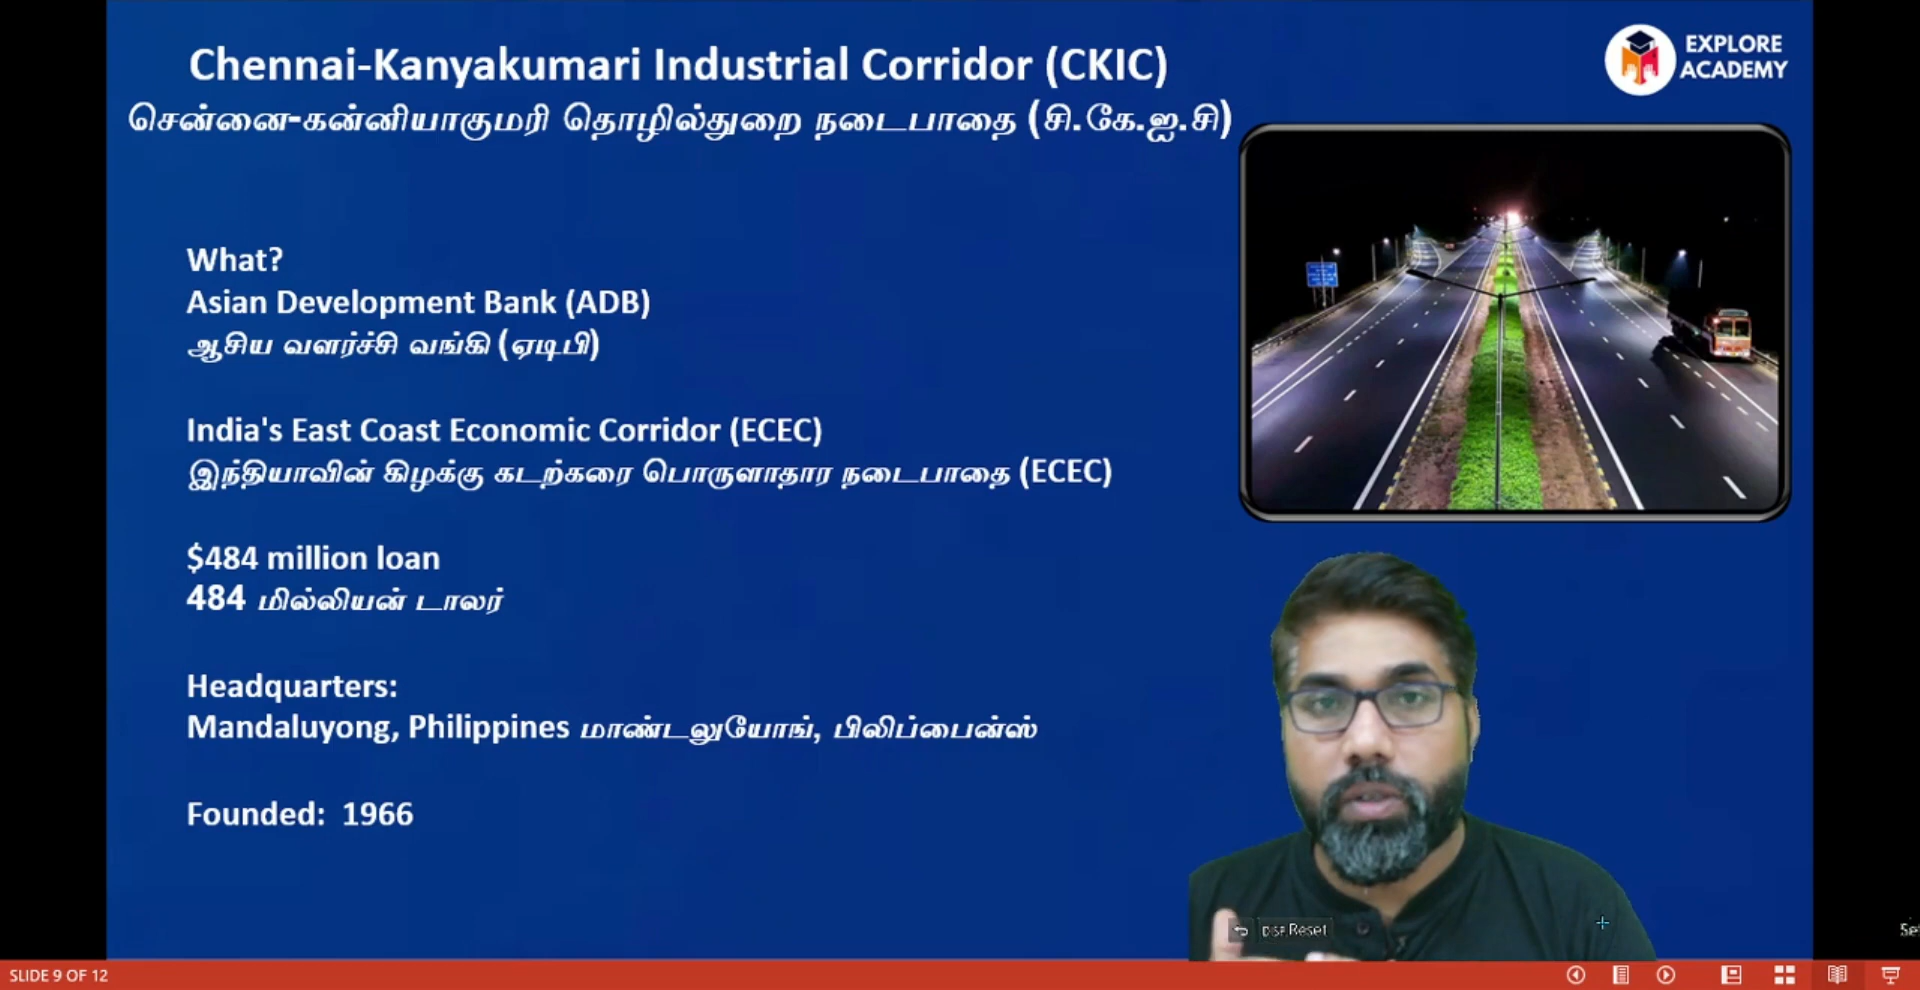 Chennai-Kanyakumari Industrial Corridor (CKIC)
சென்னை-கன்னியாகுமரி தொழில்துறை நடைபாதை (சி.கே.ஐ.சி)
EXPLORE
ACADEMY
What?
Asian Development Bank (ADB)
ஆசிய வளர்ச்சி வங்கி (ஏடிபி)
India's East Coast Economic Corridor (ECEC)
இந்தியாவின் கிழக்கு கடற்கரை பொருளாதார நடைபாதை (ECEC)
$484 million loan
484 மில்லியன் டாலர்
Headquarters:
Mandaluyong, Philippines மாண்டலுயோங், பிலிப்பைன்ஸ்
Founded: 1966
Reset
SLIDE 9 OF 12